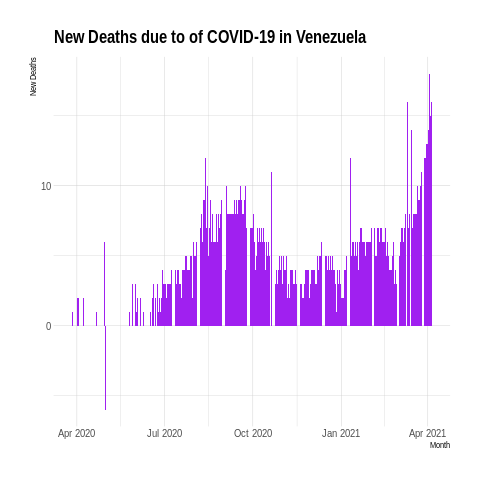 New Deaths due to of COVID-19 in Venezuela
New Deaths
10
0
Apr 2020 Jul 2020 Oct 2020 Jan 2021 Apr 2021
Month